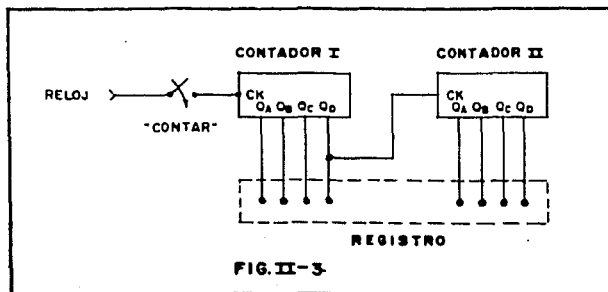 CONTADOR I CONTADOR II
RELOJ CK CK
QA QB QC QD QA QB QC QD
"CONTAR"
REGISTRO
FIG. II-3